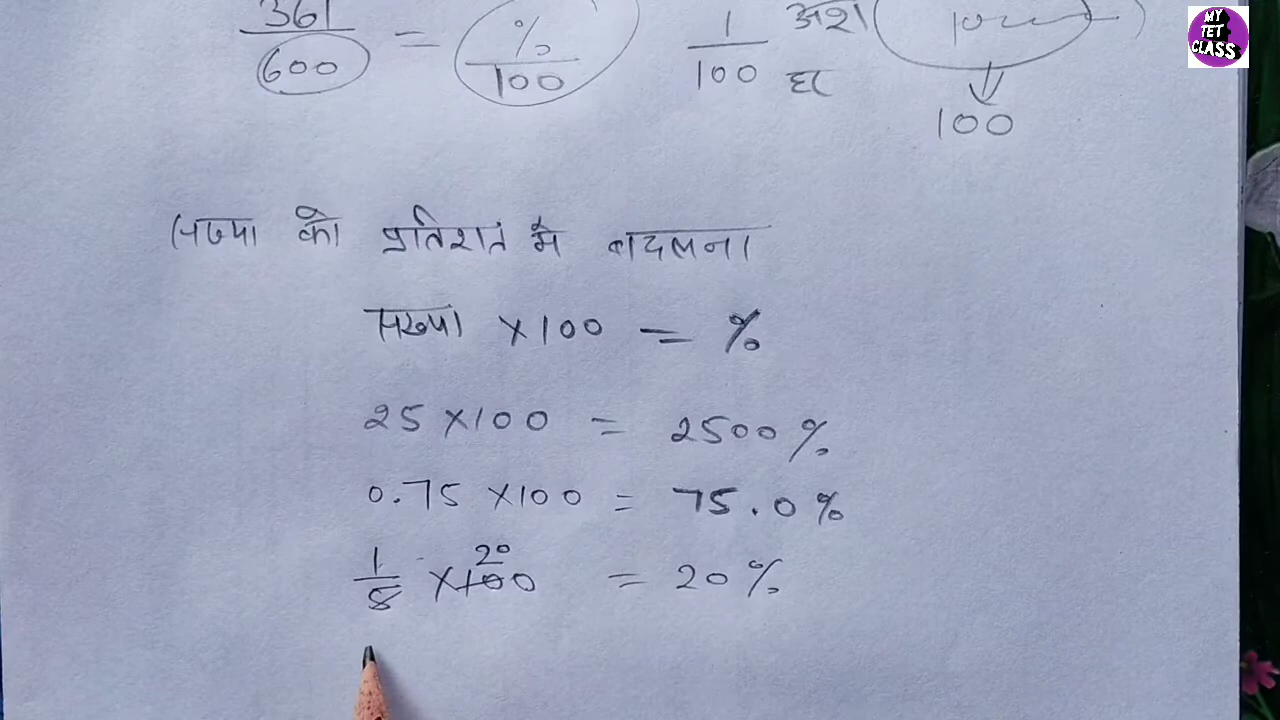 अंश 361/600 = %/100 1/100 अंश
हर
100
संख्या को प्रतिशत मे बदलना
संख्या ×100 = %
25 ×100 = 2500%
0.75 ×100 = 75.0%
1/5 ×100 20 = 20%
MY TET CLASS